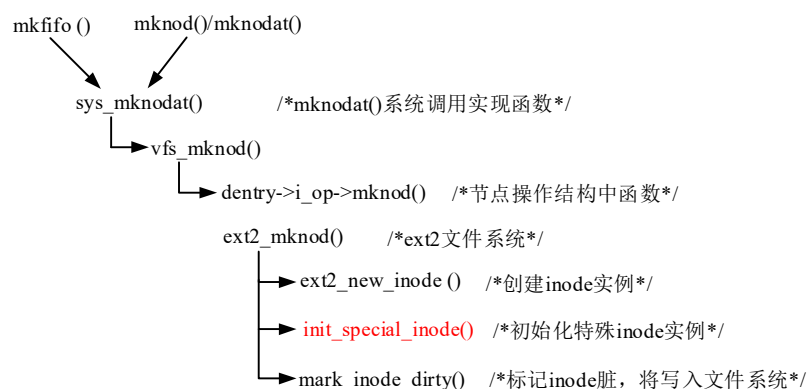 mkfifo () mknod()/mknodat()
sys_mknodat() /*mknodat()系统调用实现函数*/
vfs_mknod()
dentry->i_op->mknod() /*节点操作结构中函数*/
ext2_mknod() /*ext2文件系统*/
ext2_new_inode () /*创建inode实例*/
init_special_inode() /*初始化特殊inode实例*/
mark_inode_dirty() /*标记inode脏，将写入文件系统*/